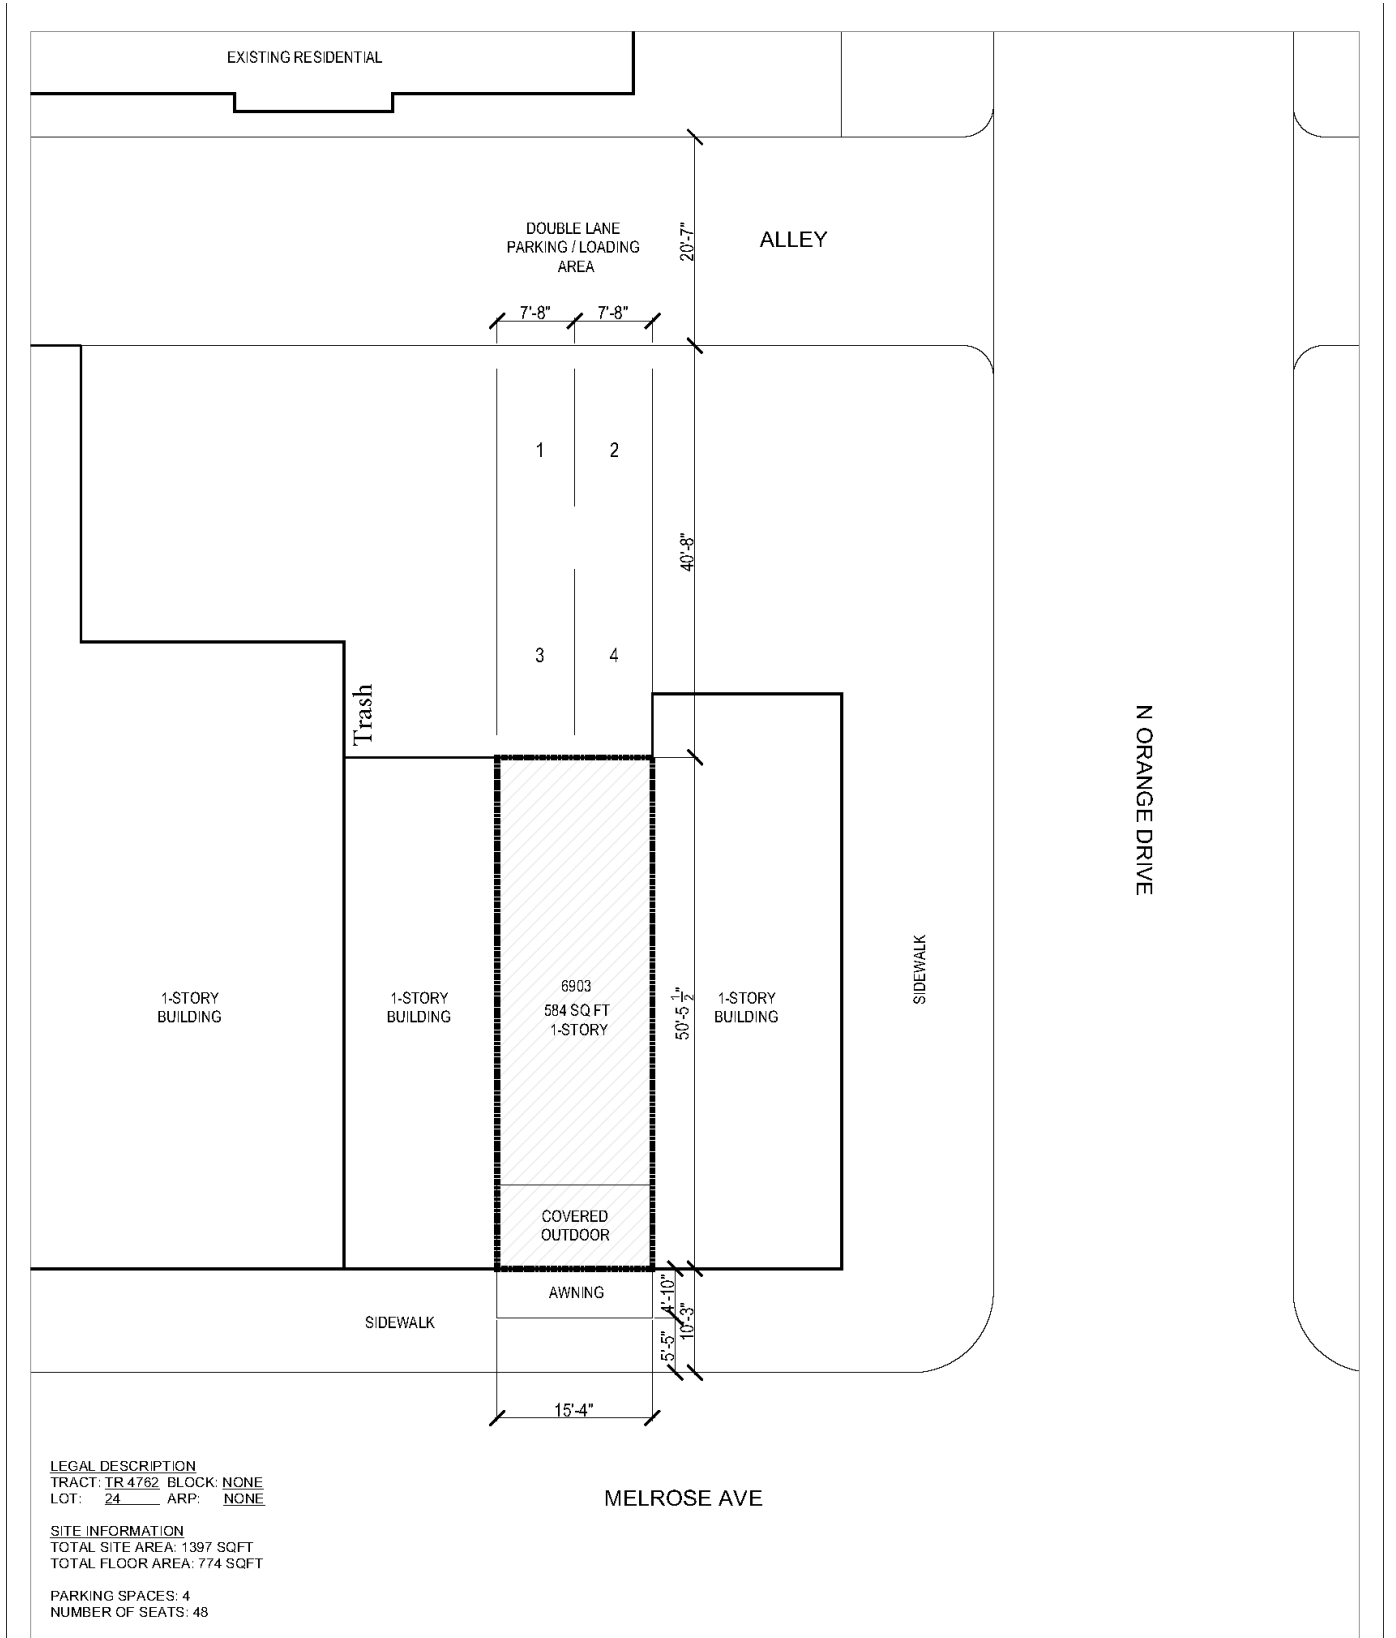 EXISTING RESIDENTIAL
DOUBLE LANE
PARKING / LOADING
AREA
20'-7"
ALLEY
7'-8"
7'-8"
1
2
40'-8"
3
4
Trash
N ORANGE DRIVE
SIDEWALK
1-STORY
BUILDING
1-STORY
BUILDING
6903
584 SQ FT
1-STORY
50'-5 1/2"
1-STORY
BUILDING
COVERED
OUTDOOR
AWNING
4'-10"
10'-3"
5'-5"
SIDEWALK
15'-4"
MELROSE AVE
LEGAL DESCRIPTION
TRACT: TR 4762 BLOCK: NONE
LOT: 24 ARP: NONE
SITE INFORMATION
TOTAL SITE AREA: 1397 SQFT
TOTAL FLOOR AREA: 774 SQFT
PARKING SPACES: 4
NUMBER OF SEATS: 48